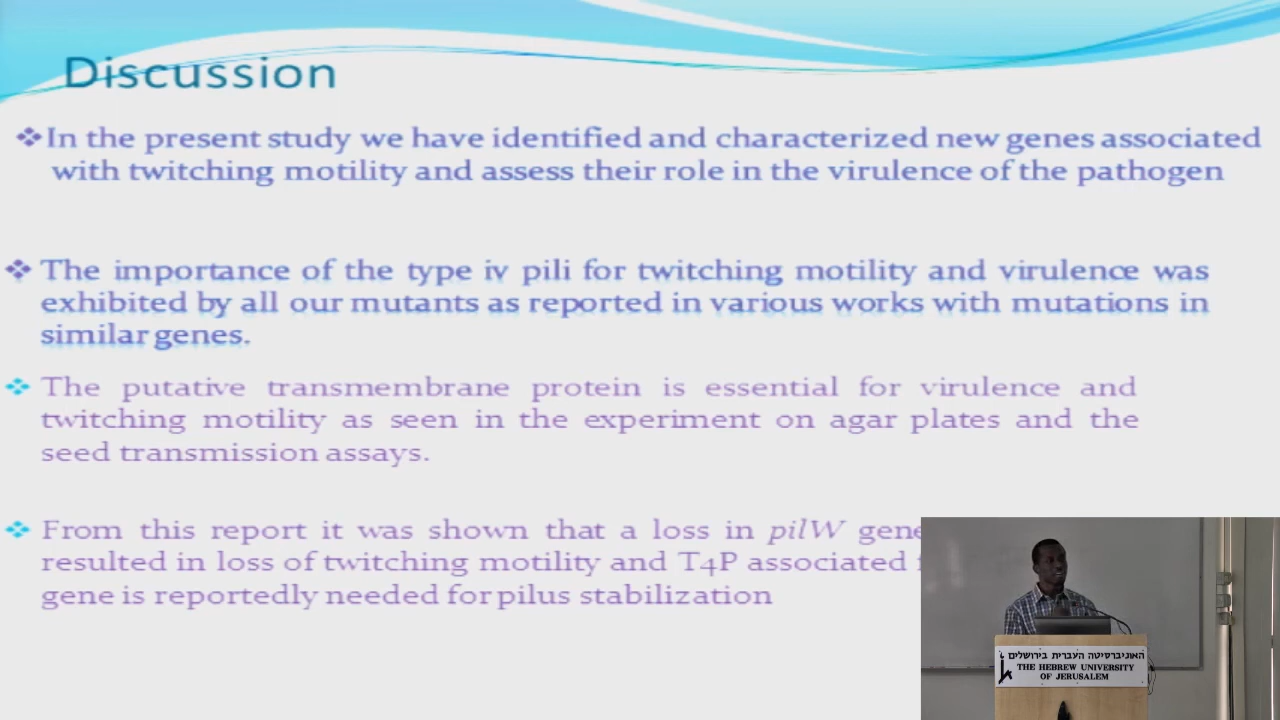 Discussion
❖In the present study we have identified and characterized new genes associated
with twitching motility and assess their role in the virulence of the pathogen
❖ The importance of the type iv pili for twitching motility and virulence was
exhibited by all our mutants as reported in various works with mutations in
similar genes.
❖ The putative transmembrane protein is essential for virulence and
twitching motility as seen in the experiment on agar plates and the
seed transmission assays.
❖ From this report it was shown that a loss in pilW gene
resulted in loss of twitching motility and T4P associated
gene is reportedly needed for pilus stabilization
האוניברסיטה העברית בירושלים
THE HEBREW UNIVERSITY
OF JERUSALEM